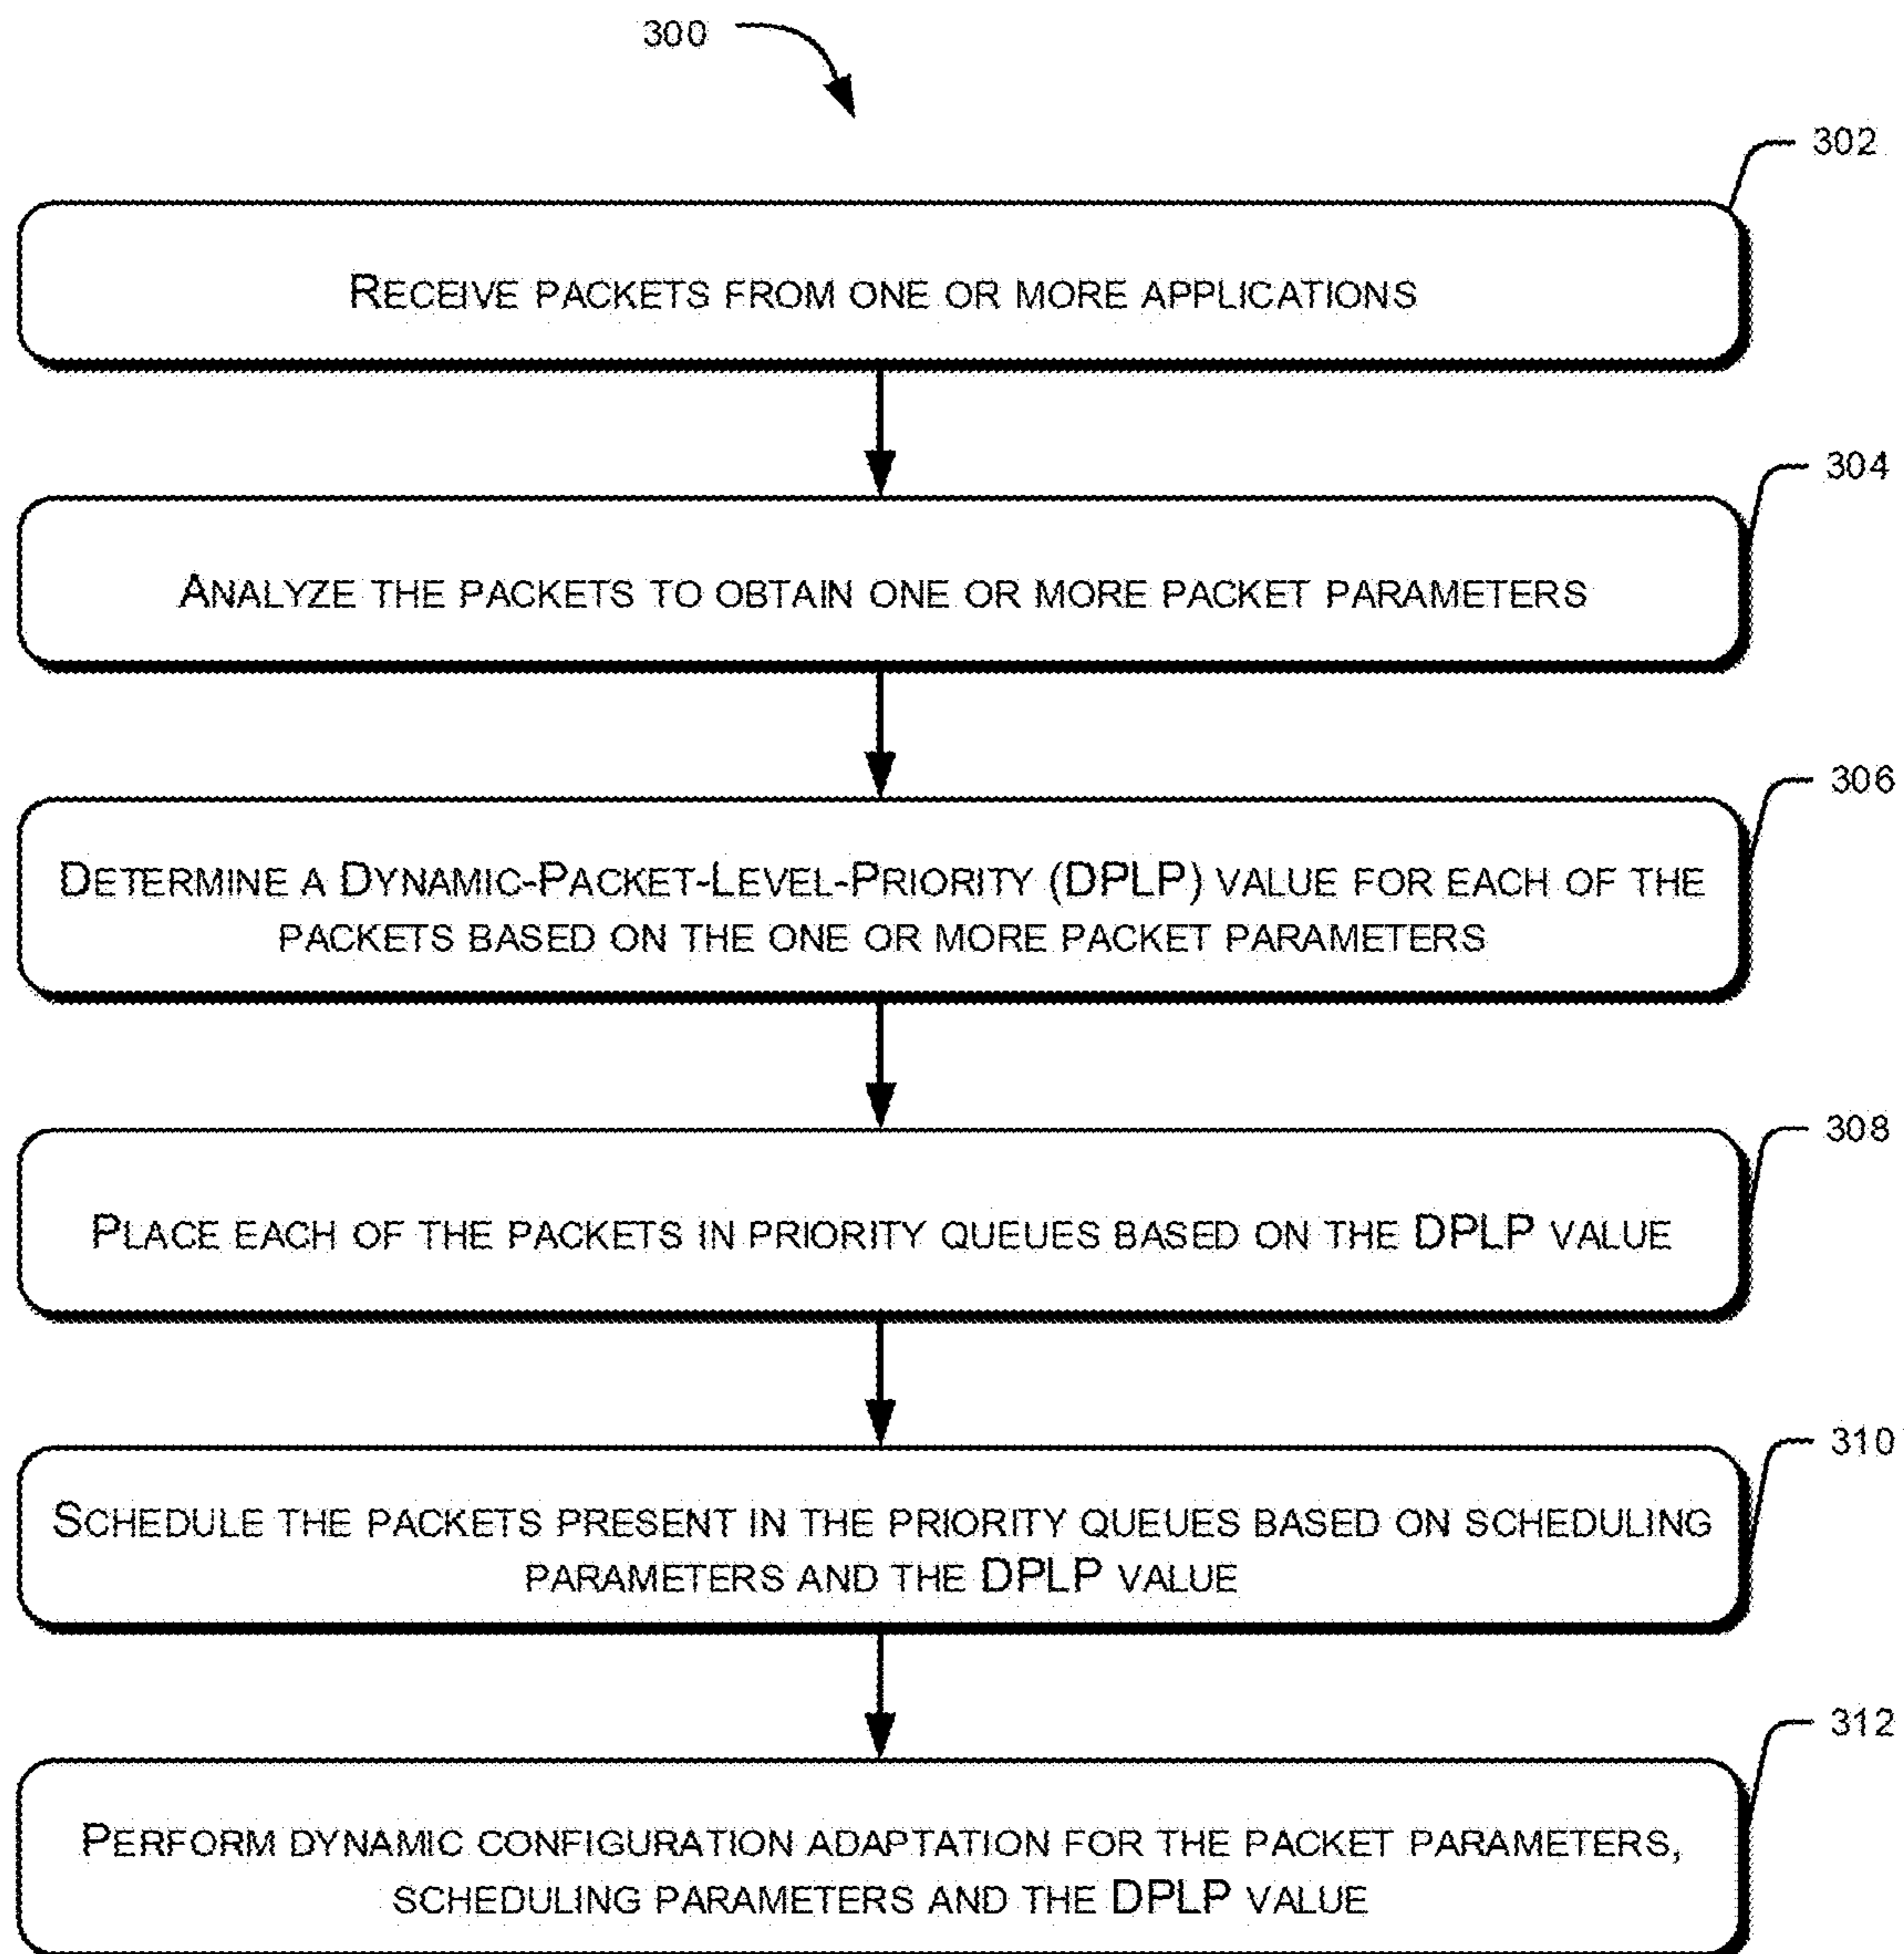 300
302
RECEIVE PACKETS FROM ONE OR MORE APPLICATIONS
304
ANALYZE THE PACKETS TO OBTAIN ONE OR MORE PACKET PARAMETERS
306
DETERMINE A DYNAMIC-PACKET-LEVEL-PRIORITY (DPLP) VALUE FOR EACH OF THE
PACKETS BASED ON THE ONE OR MORE PACKET PARAMETERS
308
PLACE EACH OF THE PACKETS IN PRIORITY QUEUES BASED ON THE DPLP VALUE
310
SCHEDULE THE PACKETS PRESENT IN THE PRIORITY QUEUES BASED ON SCHEDULING
PARAMETERS AND THE DPLP VALUE
312
PERFORM DYNAMIC CONFIGURATION ADAPTATION FOR THE PACKET PARAMETERS,
SCHEDULING PARAMETERS AND THE DPLP VALUE